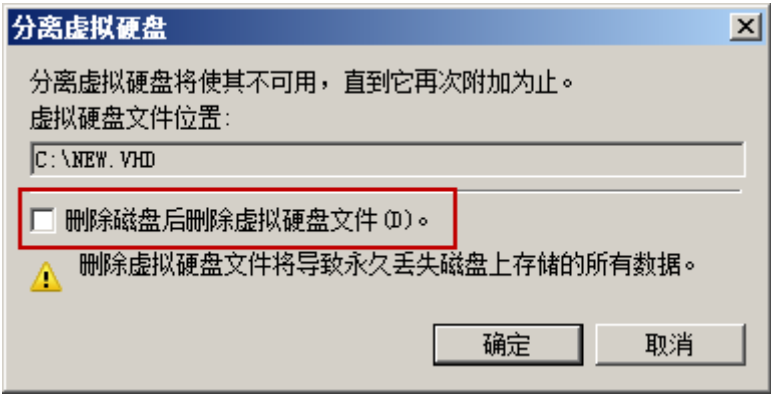 分离虚拟硬盘
分离虚拟硬盘将使其不可用，直到它再次附加为止。
虚拟硬盘文件位置:
C:\NEW.VHD
删除磁盘后删除虚拟硬盘文件(D)。
删除虚拟硬盘文件将导致永久丢失磁盘上存储的所有数据。
确定 取消